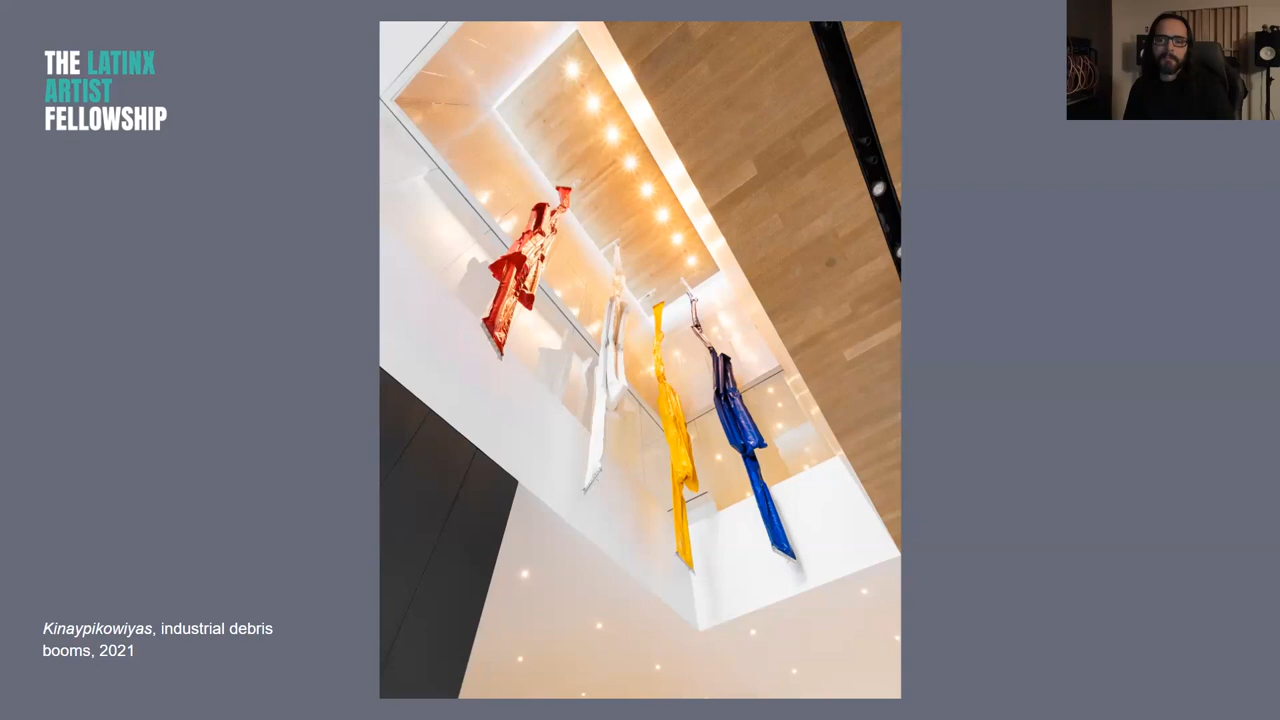 THE LATINX
ARTIST
FELLOWSHIP
Kinaypikowiyas, industrial debris
booms, 2021